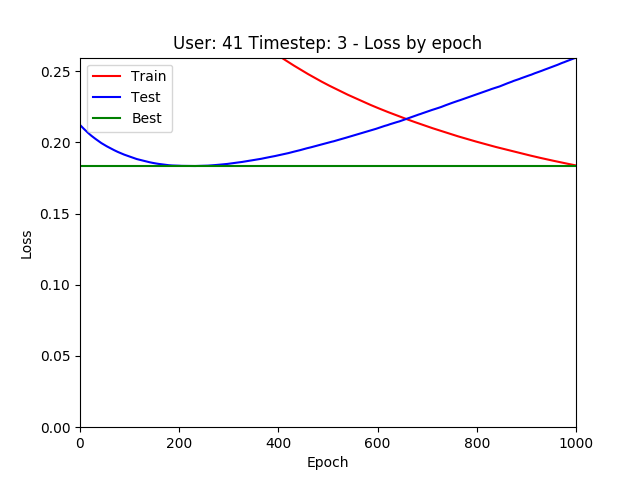 User: 41 Timestep: 3 - Loss by epoch
0.25
0.20
0.15
0.10
0.05
0.00
Loss
Train
Test
Best
0 200 400 600 800 1000
Epoch